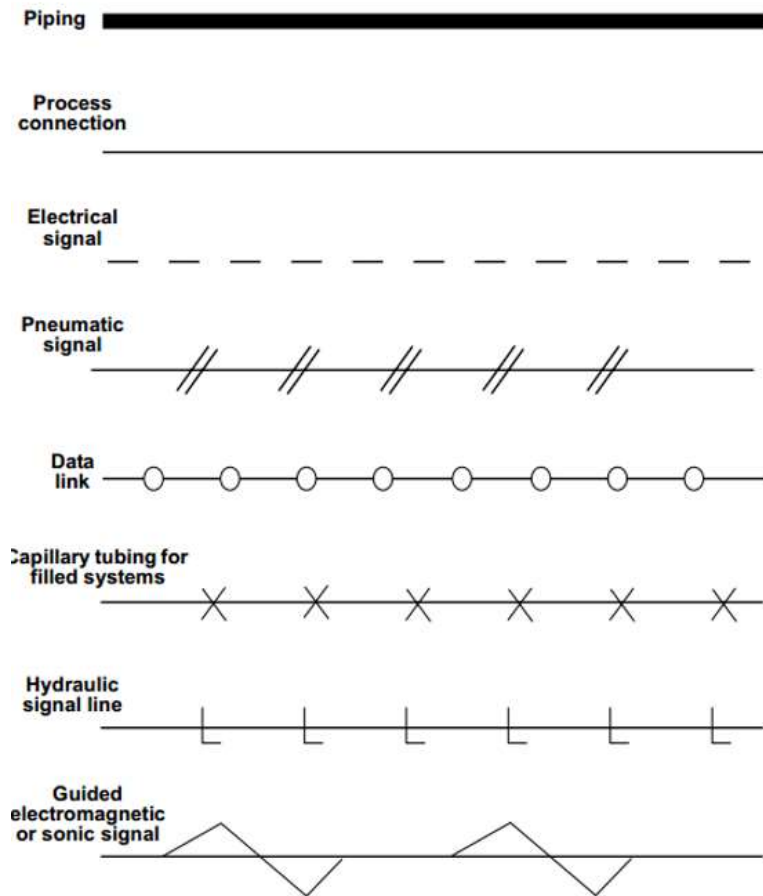 Piping
Process
connection
Electrical
signal
Pneumatic
signal
Data
link
Capillary tubing for
filled systems
Hydraulic
signal line
Guided
electromagnetic
or sonic signal